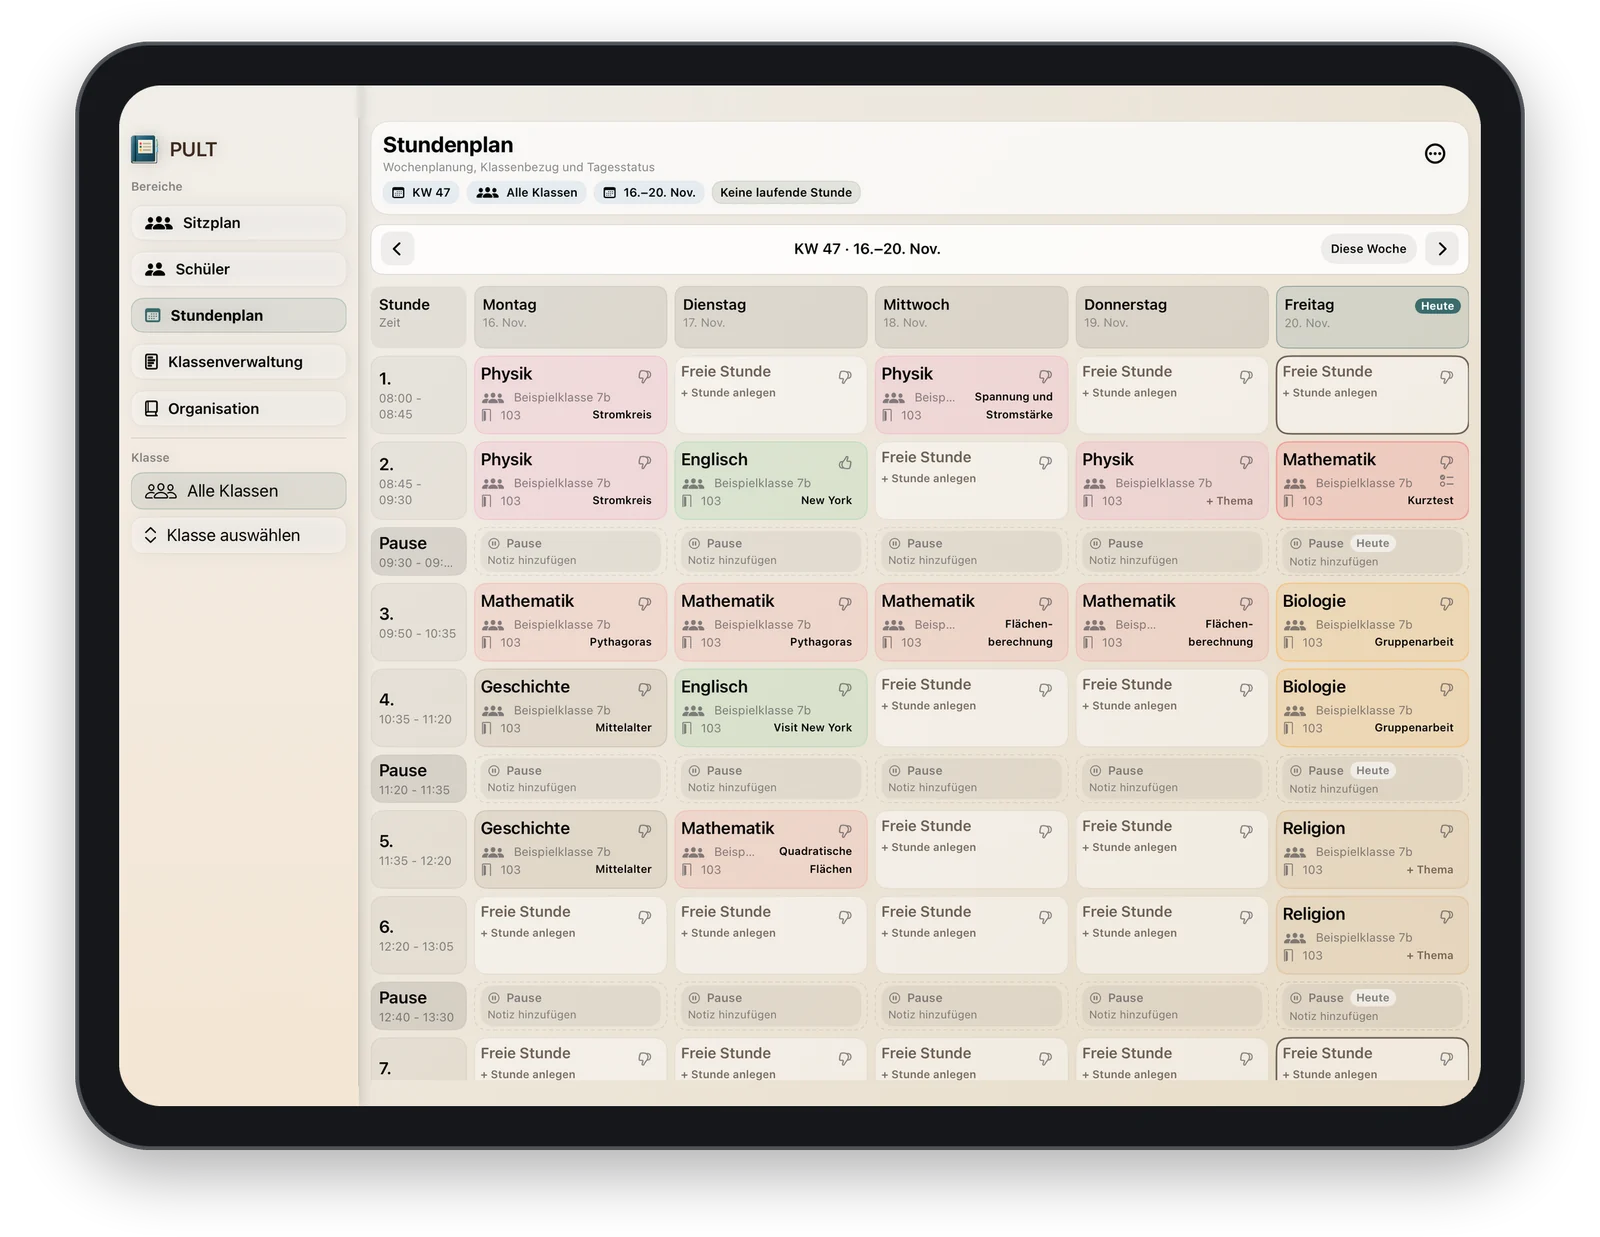 PULT
Bereiche
Sitzplan
Schüler
Stundenplan
Klassenverwaltung
Organisation
Klasse
Alle Klassen
Klasse auswählen
Stundenplan
Wochenplanung, Klassenbezug und Tagesstatus
KW 47 Alle Klassen 16.–20. Nov. Keine laufende Stunde
KW 47 · 16.–20. Nov. Diese Woche
Stunde Montag Dienstag Mittwoch Donnerstag Freitag Heute
Zeit 16. Nov. 17. Nov. 18. Nov. 19. Nov. 20. Nov.
1.
08:00 -
08:45
Physik
Beispielklasse 7b
103 Stromkreis
Freie Stunde
+ Stunde anlegen
Physik
Beisp... Spannung und
103 Stromstärke
Freie Stunde
+ Stunde anlegen
Freie Stunde
+ Stunde anlegen
2.
08:45 -
09:30
Physik
Beispielklasse 7b
103 Stromkreis
Englisch
Beispielklasse 7b
103 New York
Freie Stunde
+ Stunde anlegen
Physik
Beispielklasse 7b
103 + Thema
Mathematik
Beispielklasse 7b
103 Kurztest
Pause
09:30 - 09:...
Pause
Notiz hinzufügen
Pause
Notiz hinzufügen
Pause
Notiz hinzufügen
Pause
Notiz hinzufügen
Pause Heute
Notiz hinzufügen
3.
09:50 - 10:35
Mathematik
Beispielklasse 7b
103 Pythagoras
Mathematik
Beispielklasse 7b
103 Pythagoras
Mathematik
Beisp... Flächen-
103 berechnung
Mathematik
Beisp... Flächen-
103 berechnung
Biologie
Beispielklasse 7b
103 Gruppenarbeit
4.
10:35 - 11:20
Geschichte
Beispielklasse 7b
103 Mittelalter
Englisch
Beispielklasse 7b
103 Visit New York
Freie Stunde
+ Stunde anlegen
Freie Stunde
+ Stunde anlegen
Biologie
Beispielklasse 7b
103 Gruppenarbeit
Pause
11:20 - 11:35
Pause
Notiz hinzufügen
Pause
Notiz hinzufügen
Pause
Notiz hinzufügen
Pause
Notiz hinzufügen
Pause Heute
Notiz hinzufügen
5.
11:35 - 12:20
Geschichte
Beispielklasse 7b
103 Mittelalter
Mathematik
Beisp... Quadratische
103 Flächen
Freie Stunde
+ Stunde anlegen
Freie Stunde
+ Stunde anlegen
Religion
Beispielklasse 7b
103 + Thema
6.
12:20 - 13:05
Freie Stunde
+ Stunde anlegen
Freie Stunde
+ Stunde anlegen
Freie Stunde
+ Stunde anlegen
Freie Stunde
+ Stunde anlegen
Religion
Beispielklasse 7b
103 + Thema
Pause
12:40 - 13:30
Pause
Notiz hinzufügen
Pause
Notiz hinzufügen
Pause
Notiz hinzufügen
Pause
Notiz hinzufügen
Pause Heute
Notiz hinzufügen
7.
Freie Stunde
+ Stunde anlegen
Freie Stunde
+ Stunde anlegen
Freie Stunde
+ Stunde anlegen
Freie Stunde
+ Stunde anlegen
Freie Stunde
+ Stunde anlegen